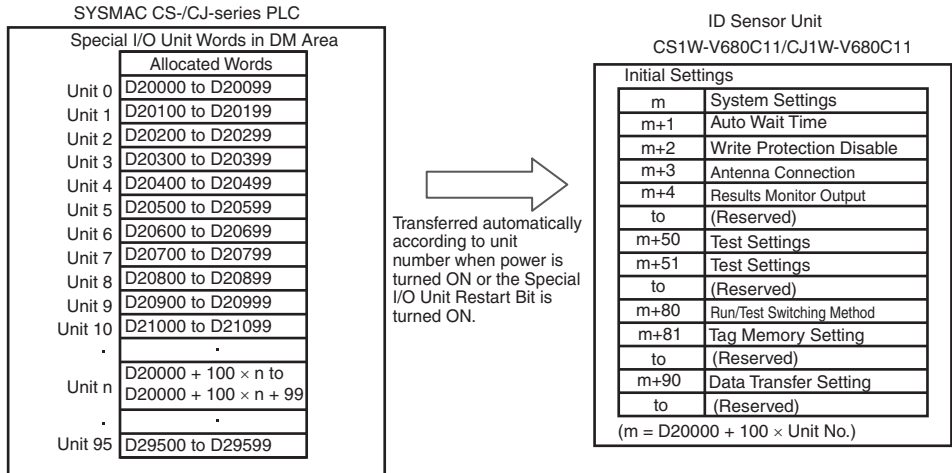 SYSMAC CS-/CJ-series PLC
Special I/O Unit Words in DM Area
Allocated Words
Unit 0 D20000 to D20099
Unit 1 D20100 to D20199
Unit 2 D20200 to D20299
Unit 3 D20300 to D20399
Unit 4 D20400 to D20499
Unit 5 D20500 to D20599
Unit 6 D20600 to D20699
Unit 7 D20700 to D20799
Unit 8 D20800 to D20899
Unit 9 D20900 to D20999
Unit 10 D21000 to D21099
. .
Unit n D20000 + 100 × n to
D20000 + 100 × n + 99
. .
Unit 95 D29500 to D29599
Transferred automatically
according to unit
number when power is
turned ON or the Special
I/O Unit Restart Bit is
turned ON.
ID Sensor Unit
CS1W-V680C11/CJ1W-V680C11
Initial Settings
m System Settings
m+1 Auto Wait Time
m+2 Write Protection Disable
m+3 Antenna Connection
m+4 Results Monitor Output
to (Reserved)
m+50 Test Settings
m+51 Test Settings
to (Reserved)
m+80 Run/Test Switching Method
m+81 Tag Memory Setting
to (Reserved)
m+90 Data Transfer Setting
to (Reserved)
(m = D20000 + 100 × Unit No.)